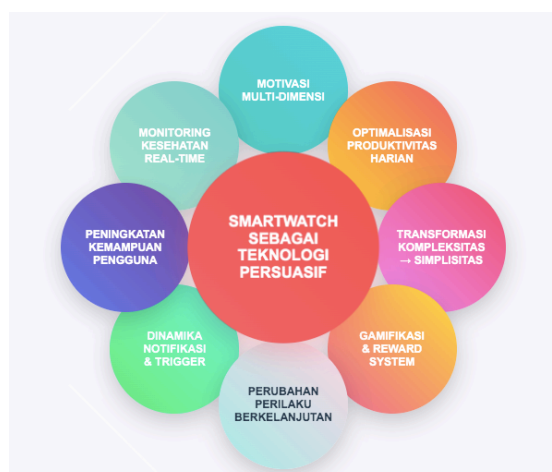 MOTIVASI
MULTI-DIMENSI
MONITORING
KESEHATAN
REAL-TIME
OPTIMALISASI
PRODUKTIVITAS
HARIAN
PENINGKATAN
KEMAMPUAN
PENGGUNA
SMARTWATCH
SEBAGAI
TEKNOLOGI
PERSUASIF
TRANSFORMASI
KOMPLEKSITAS
→ SIMPLISITAS
DINAMIKA
NOTIFIKASI
& TRIGGER
GAMIFIKASI
& REWARD
SYSTEM
PERUBAHAN
PERILAKU
BERKELANJUTAN